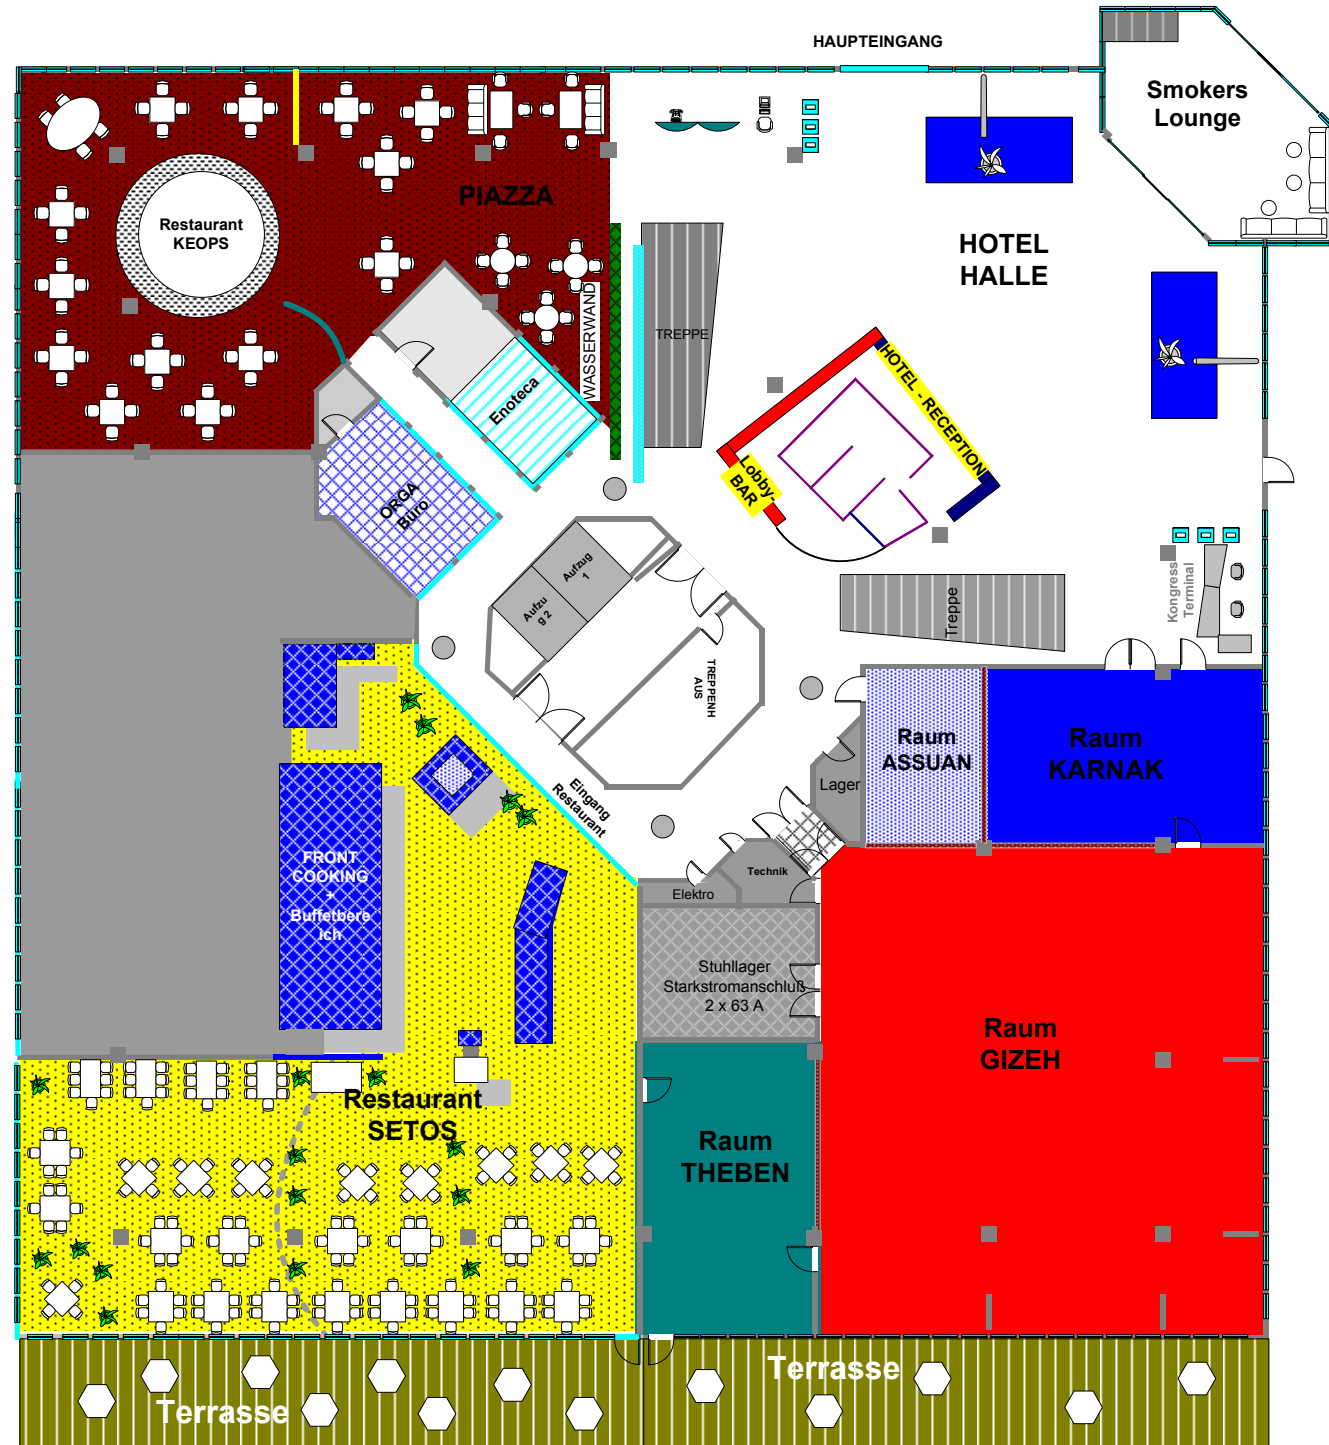 HAUPTEINGANG
Smokers
Lounge
PIAZZA
Restaurant
KEOPS
HOTEL
HALLE
WASSERWAND
TREPPE
Enoteca
HOTEL - RECEPTION
Lobby-
BAR
ORGA
Büro
Aufzug
1
Aufzu
g 2
Kongress
Terminal
Treppe
TREPPENH
AUS
Raum
ASSUAN
Raum
KARNAK
Lager
Eingang
Restaurant
FRONT
COOKING
+
Buffetbere
ich
Technik
Elektro
Stuhllager
Starkstromanschluß
2 x 63 A
Raum
GIZEH
Restaurant
SETOS
Raum
THEBEN
Terrasse
Terrasse